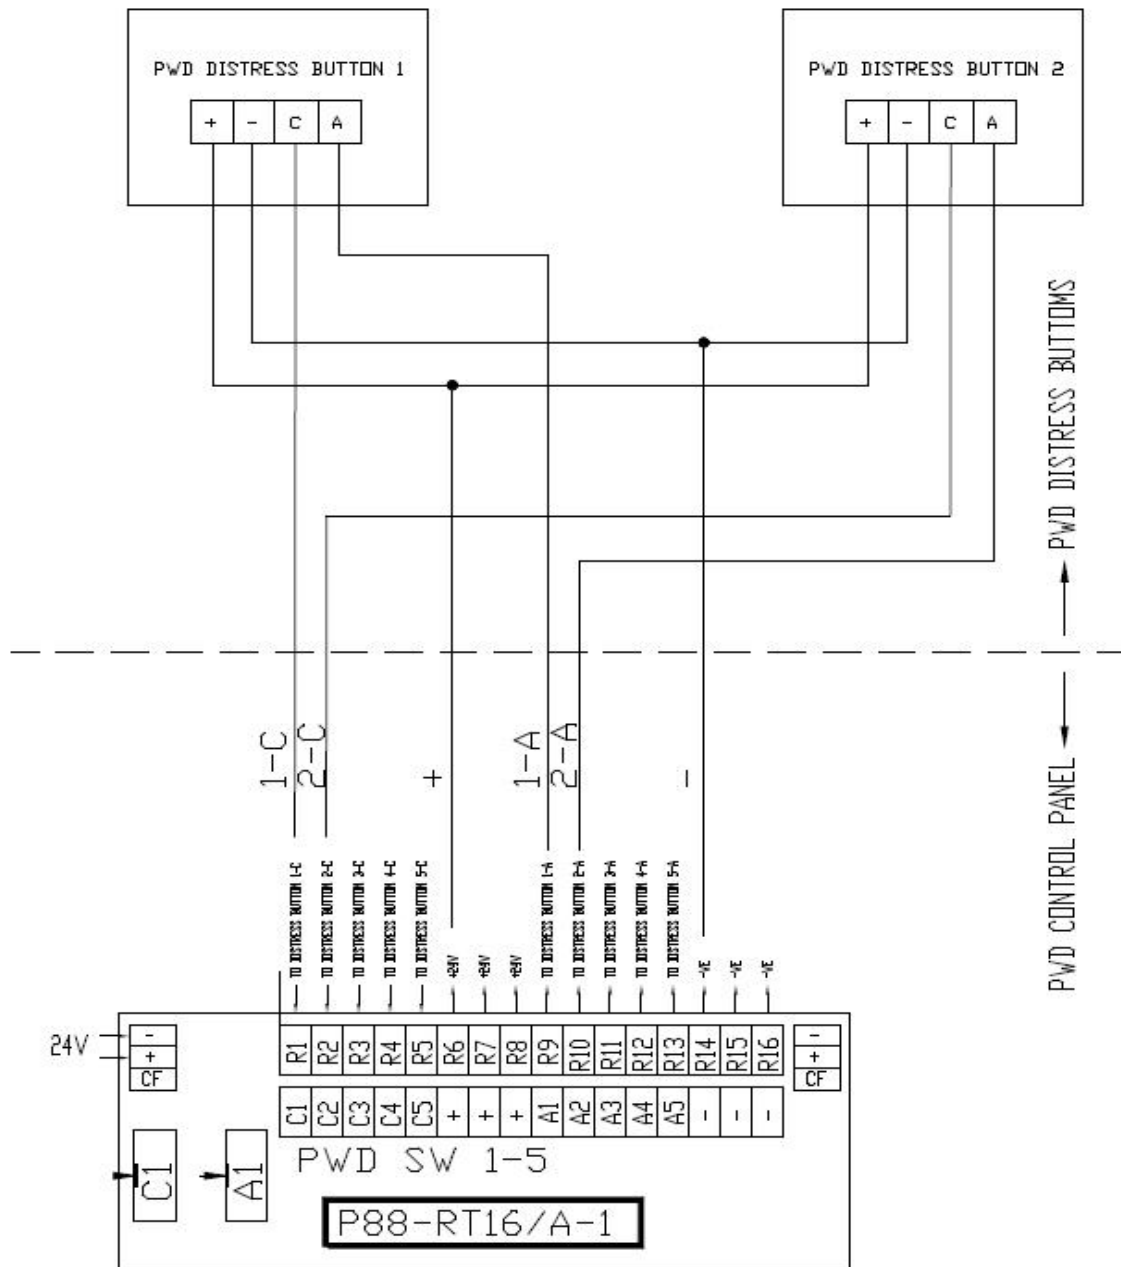 PWD DISTRESS BUTTON 1
+ - C A
PWD DISTRESS BUTTON 2
+ - C A
PWD DISTRESS BUTTOMS
PWD CONTROL PANEL
1-C
2-C
+
1-A
2-A
-
TO DISTRESS BUTTON 1-C
TO DISTRESS BUTTON 2-C
TO DISTRESS BUTTON 3-C
TO DISTRESS BUTTON 4-C
TO DISTRESS BUTTON 5-C
+24V
+24V
+24V
TO DISTRESS BUTTON 1-A
TO DISTRESS BUTTON 2-A
TO DISTRESS BUTTON 3-A
TO DISTRESS BUTTON 4-A
TO DISTRESS BUTTON 5-A
-VE
-VE
-VE
24V
-
+
CF
R1 R2 R3 R4 R5 R6 R7 R8 R9 R10 R11 R12 R13 R14 R15 R16
C1 C2 C3 C4 C5 + + + A1 A2 A3 A4 A5 - - -
-
+
CF
C1
A1
PWD SW 1-5
P88-RT16/A-1